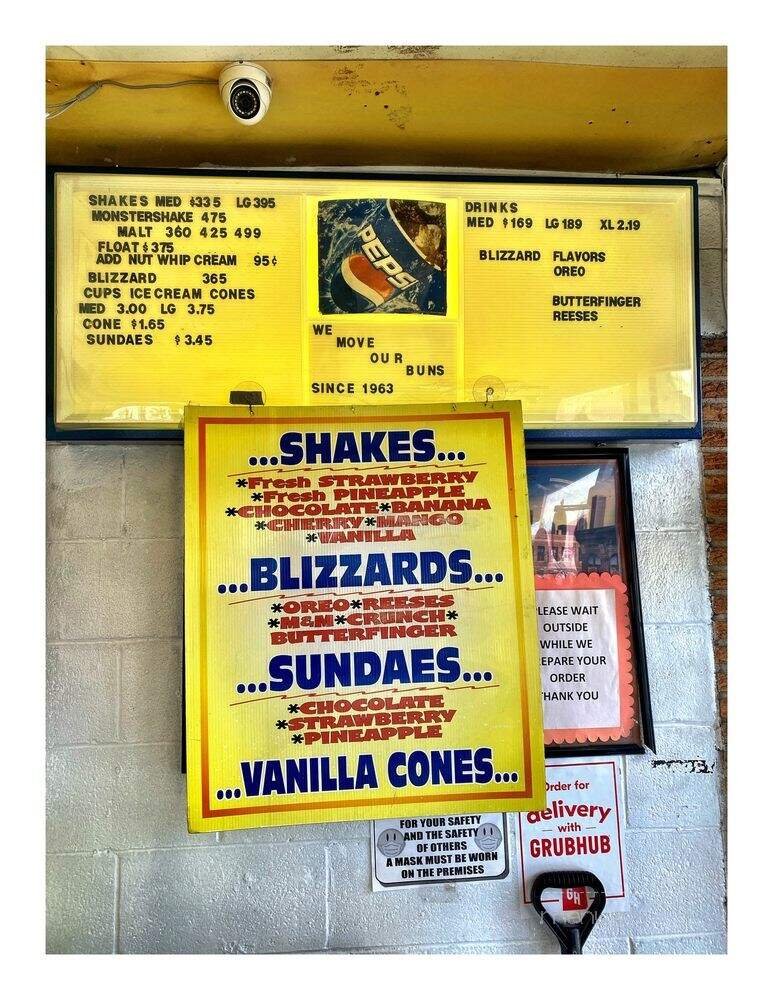 SHAKES MED $335 LG 395
MONSTERSHAKE 475
MALT 360 425 499
FLOAT $375
ADD NUT WHIP CREAM 95¢
BLIZZARD 365
CUPS ICE CREAM CONES
MED 3.00 LG 3.75
CONE $1.65
SUNDAES $3.45
PEPSI
WE
MOVE
OUR
BUNS
SINCE 1963
DRINKS
MED $169 LG 189 XL 2.19
BLIZZARD FLAVORS
OREO
BUTTERFINGER
REESES
...SHAKES...
*Fresh STRAWBERRY
*Fresh PINEAPPLE
*CHOCOLATE*BANANA
*CHERRY*MANGO
*VANILLA
...BLIZZARDS...
*OREO*REESES
*M&M*CRUNCH*
BUTTERFINGER
...SUNDAES...
*CHOCOLATE
*STRAWBERRY
*PINEAPPLE
...VANILLA CONES...
PLEASE WAIT
OUTSIDE
WHILE WE
EPARE YOUR
ORDER
THANK YOU
FOR YOUR SAFETY
AND THE SAFETY
OF OTHERS
A MASK MUST BE WORN
ON THE PREMISES
Order for
delivery
with
GRUBHUB
GH